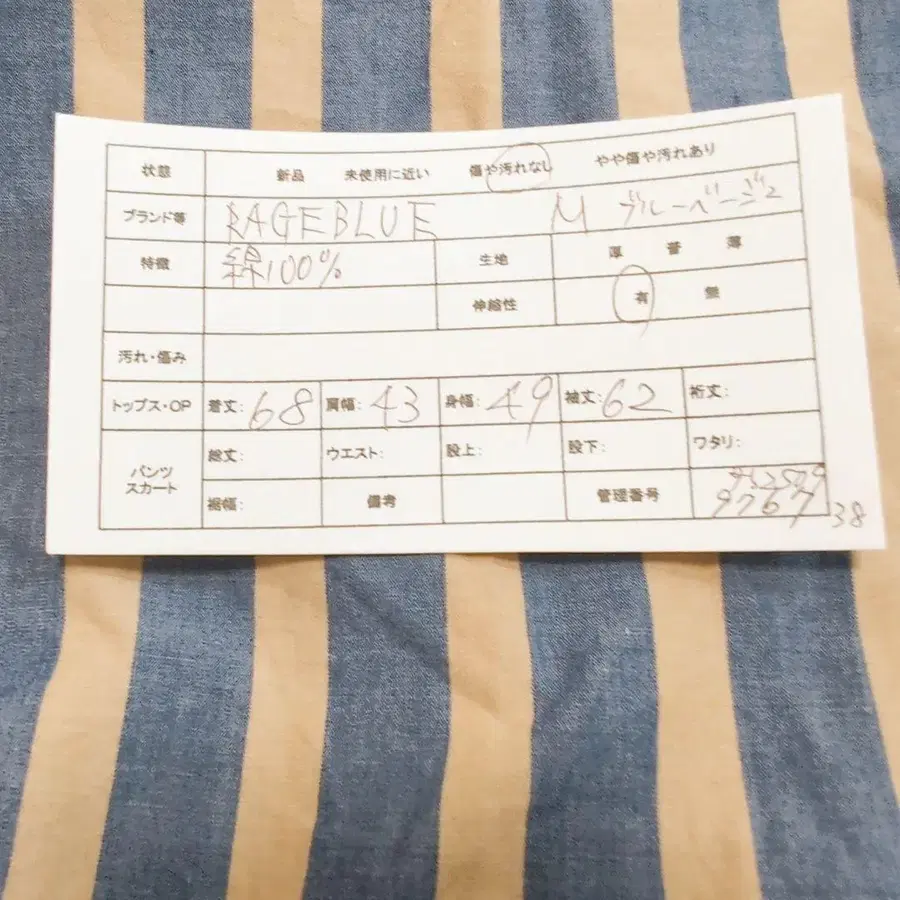 状態 新品 未使用に近い 傷や汚れなし やや傷や汚れあり
ブランド等 RAGEBLUE M ブルーベージュ
特徴 綿100% 生地 厚 普 薄
伸縮性 有 無
汚れ・傷み
トップス・OP 着丈:68 肩幅:43 身幅:49 袖丈:62 裄丈:
パンツ スカート 総丈: ウエスト: 股上: 股下: ワタリ:
裾幅: 備考 管理番号 9767
38